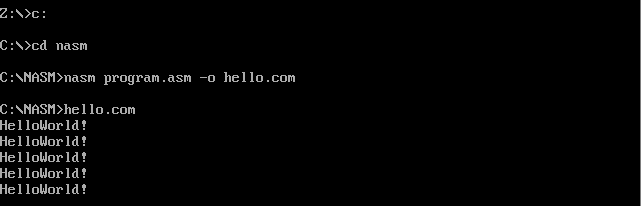 Z:\>c:
C:\>cd nasm
C:\NASM>nasm program.asm -o hello.com
C:\NASM>hello.com
HelloWorld!
HelloWorld!
HelloWorld!
HelloWorld!
HelloWorld!